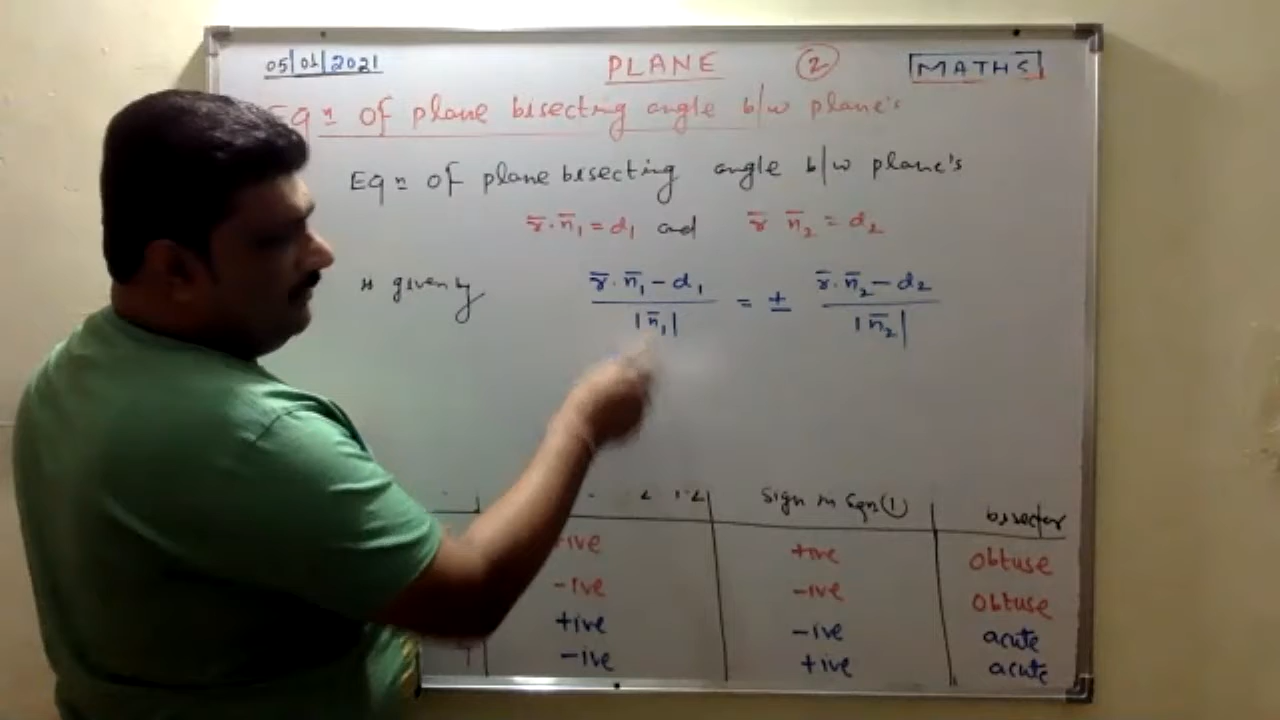 05/01/2021 PLANE 2 MATHS
Eqn Of plane bisecting angle b/w plane's
Eqn Of plane bisecting angle b/w plane's
r̄.n̄₁ = d₁ and r̄ n̄₂ = d₂
is given by (r̄.n̄₁ - d₁)/|n̄₁| = ± (r̄.n̄₂ - d₂)/|n̄₂|
Sign in Eqn(1) bisector
+ive +ive Obtuse
-ive -ive Obtuse
+ive -ive acute
-ive +ive acute